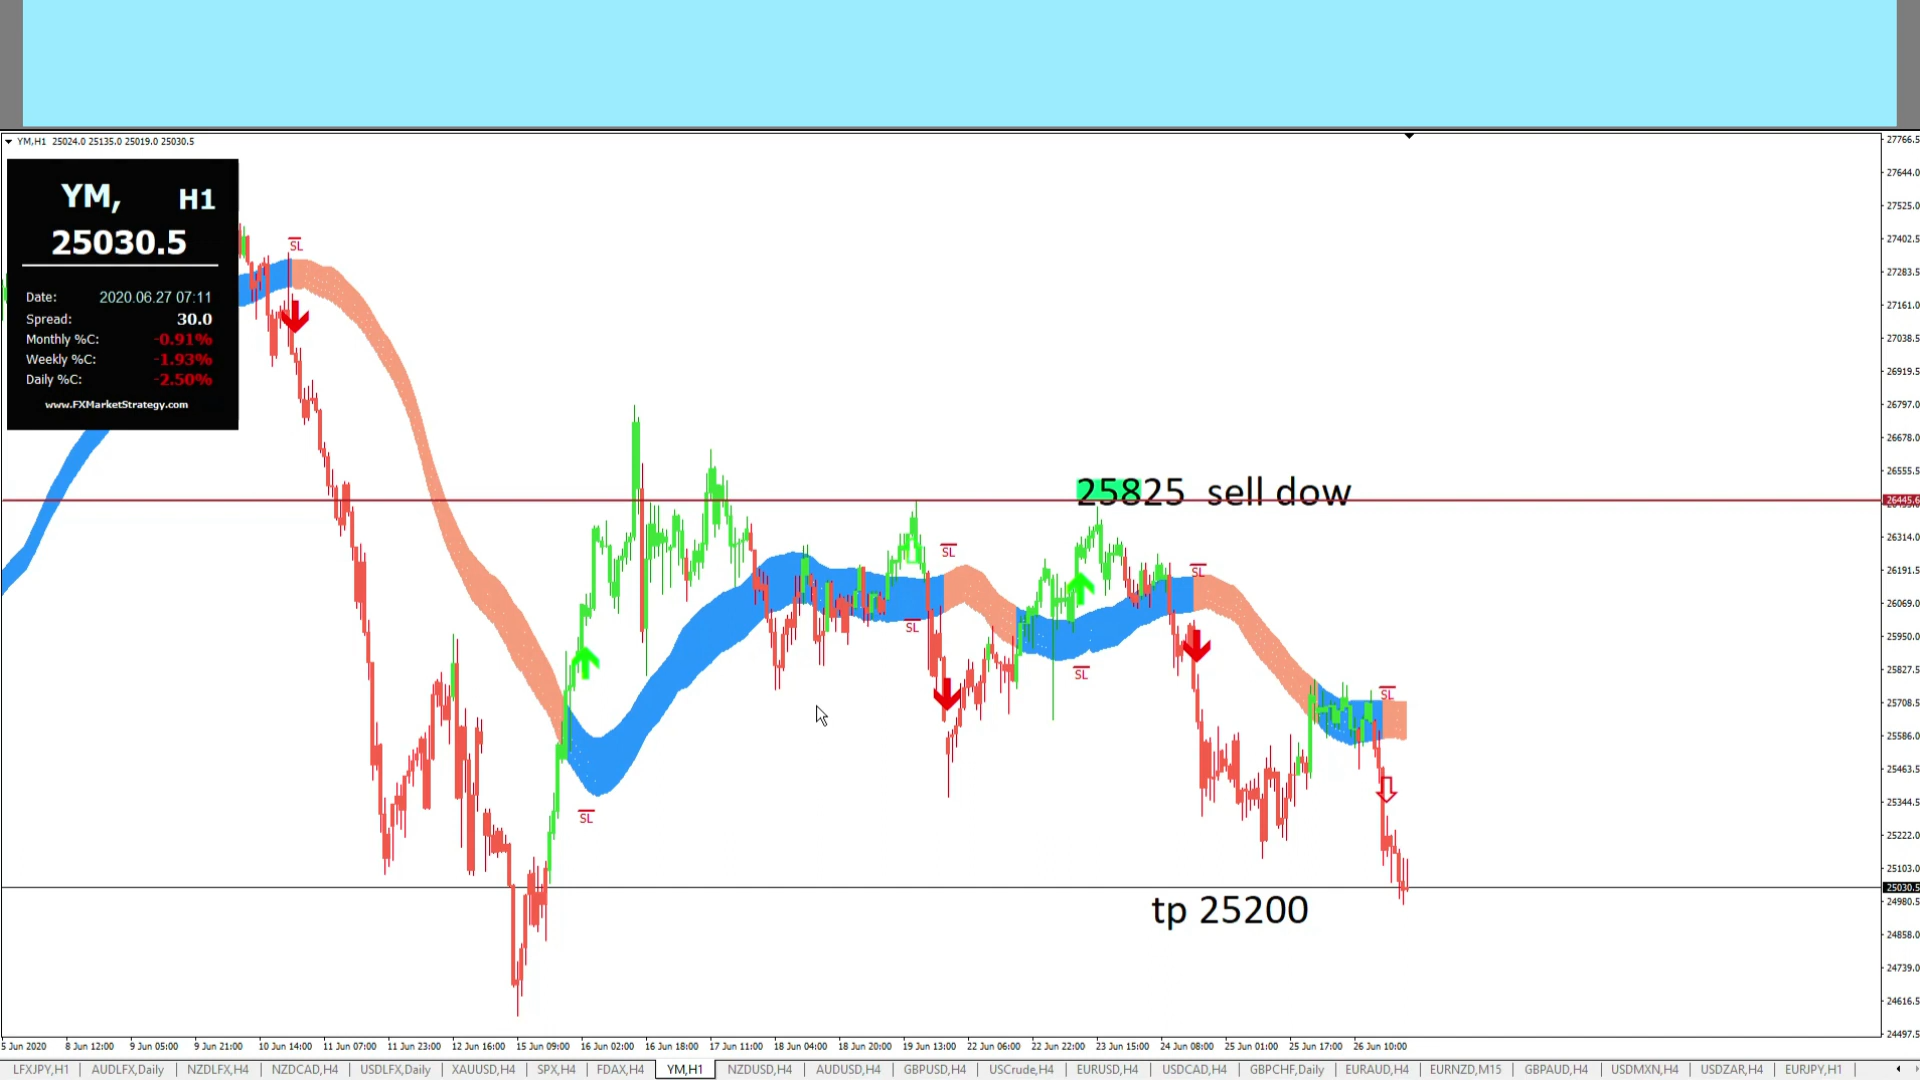 YM,H1 25024.0 25135.0 25019.0 25030.5
YM, H1
25030.5
Date: 2020.06.27 07:11
Spread: 30.0
Monthly %C: -0.91%
Weekly %C: -1.93%
Daily %C: -2.50%
www.FXMarketStrategy.com
SL
SL
SL
SL
SL
SL
SL
25825 sell dow
tp 25200
27766.5
27644.0
27525.0
27402.5
27283.5
27161.0
27038.5
26919.5
26797.0
26678.0
26555.5
26445.6
26314.0
26191.5
26069.0
25950.0
25827.5
25708.5
25586.0
25463.5
25344.5
25222.0
25103.0
25030.5
24980.5
24858.0
24739.0
24616.5
24497.5
5 Jun 2020 8 Jun 12:00 9 Jun 05:00 9 Jun 21:00 10 Jun 14:00 11 Jun 07:00 11 Jun 23:00 12 Jun 16:00 15 Jun 09:00 16 Jun 02:00 16 Jun 18:00 17 Jun 11:00 18 Jun 04:00 18 Jun 20:00 19 Jun 13:00 22 Jun 06:00 22 Jun 22:00 23 Jun 15:00 24 Jun 08:00 25 Jun 01:00 25 Jun 17:00 26 Jun 10:00
LFXJPY,H1 AUDLFX,Daily NZDLFX,H4 NZDCAD,H4 USDLFX,Daily XAUUSD,H4 SPX,H4 FDAX,H4 YM,H1 NZDUSD,H4 AUDUSD,H4 GBPUSD,H4 USCrude,H4 EURUSD,H4 USDCAD,H4 GBPCHF,Daily EURAUD,H4 EURNZD,M15 GBPAUD,H4 USDMXN,H4 USDZAR,H4 EURJPY,H1